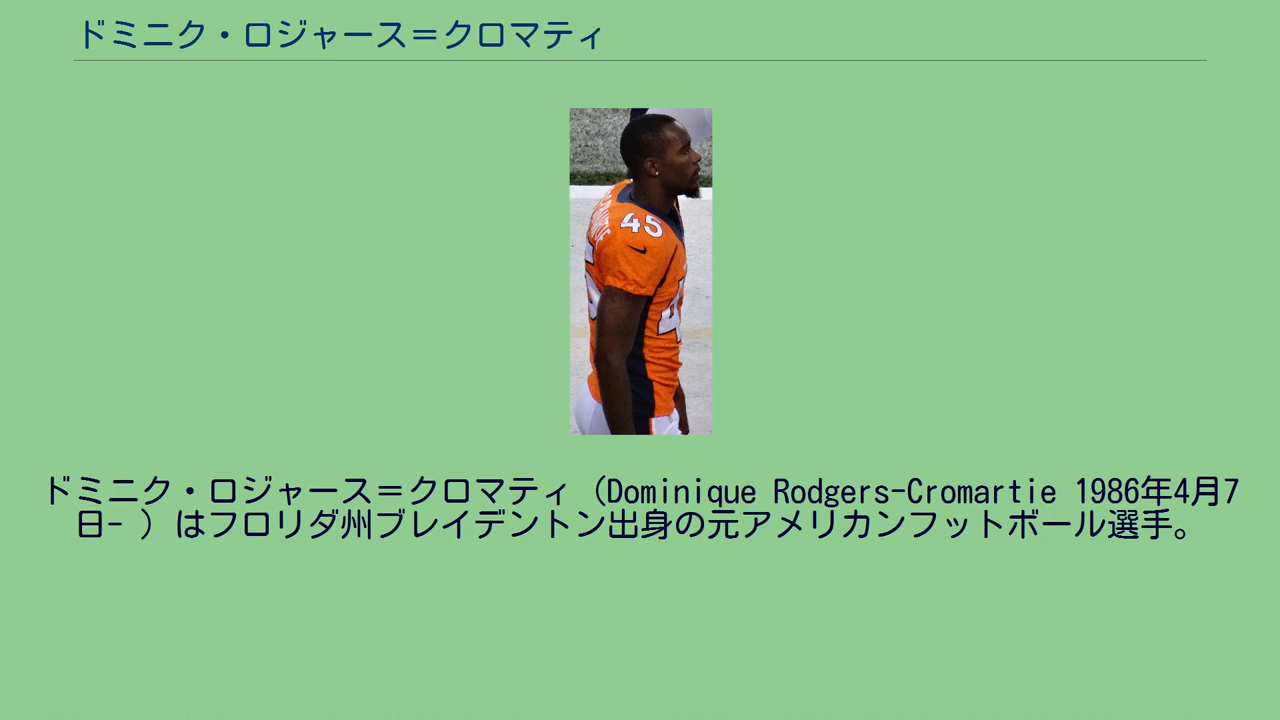 ドミニク・ロジャース＝クロマティ
45
ドミニク・ロジャース＝クロマティ（Dominique Rodgers-Cromartie 1986年4月7
日- ）はフロリダ州ブレイデントン出身の元アメリカンフットボール選手。